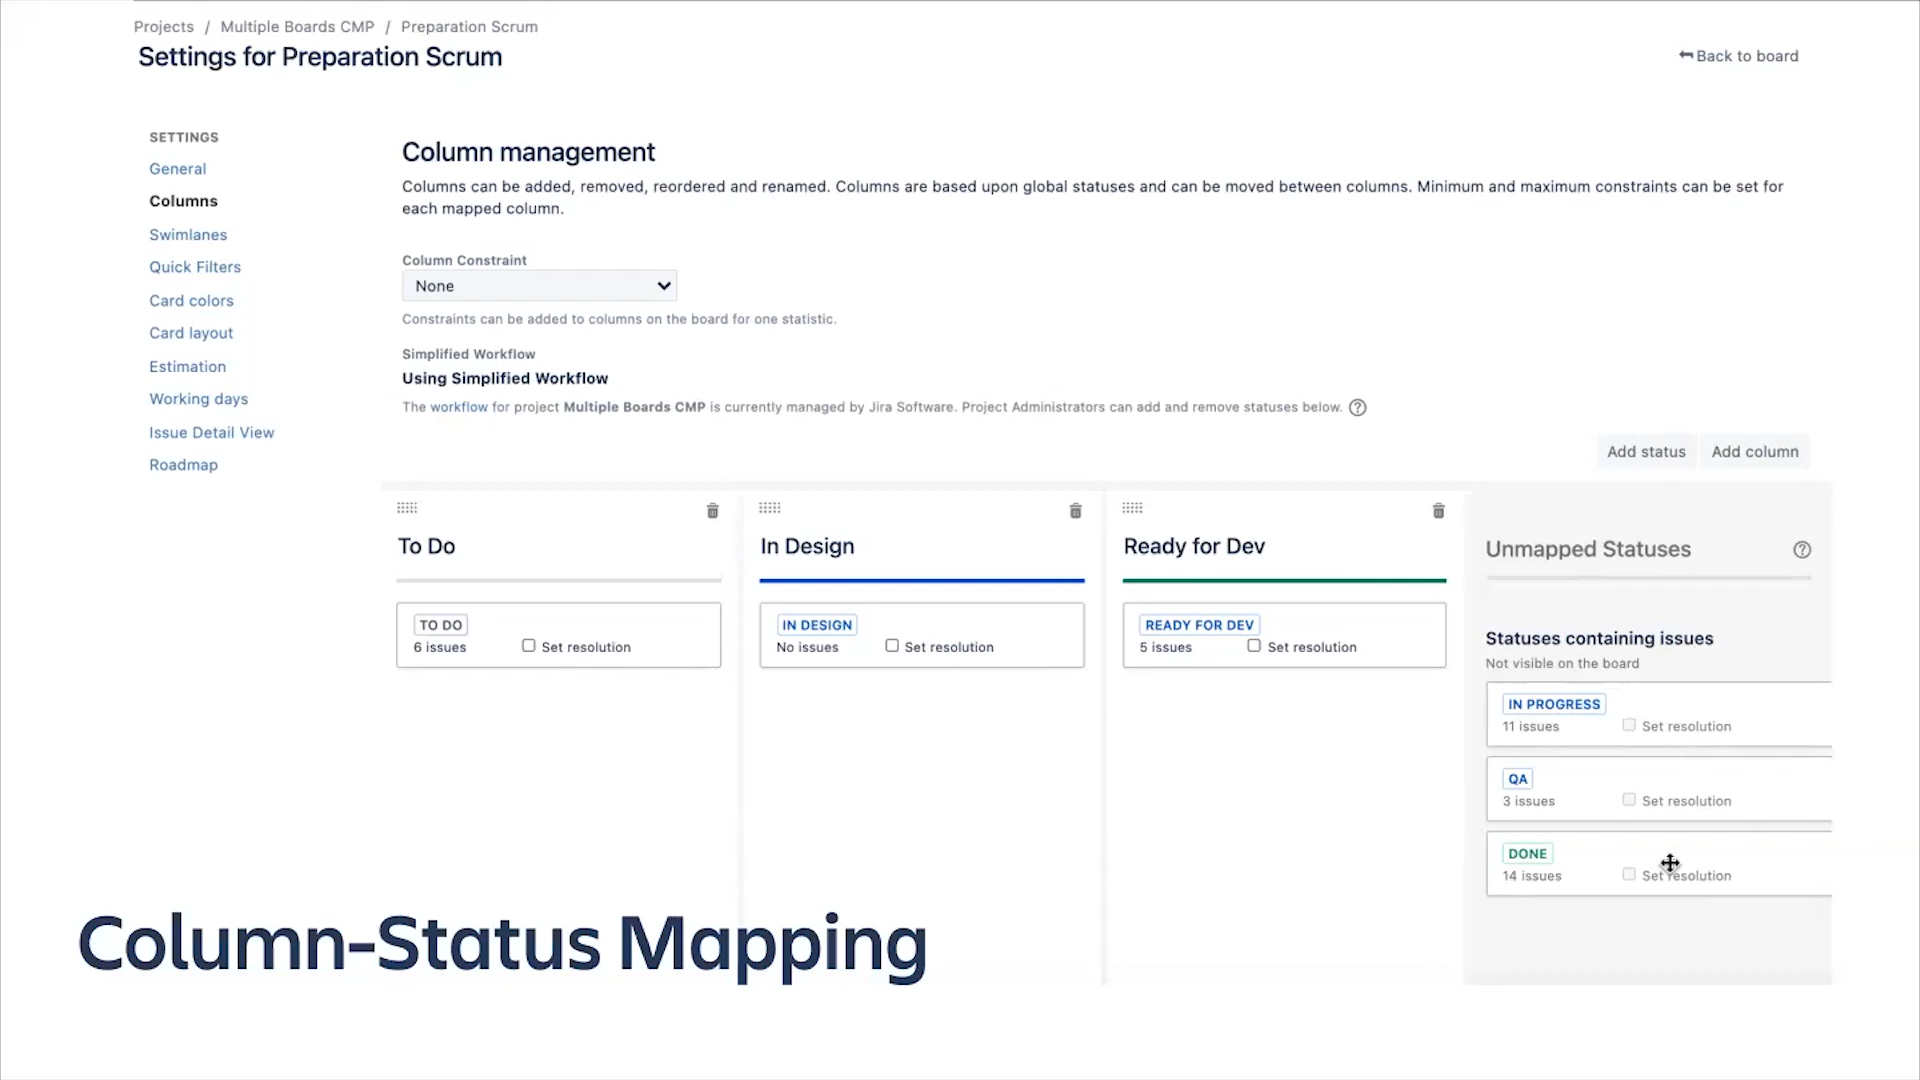 Projects / Multiple Boards CMP / Preparation Scrum
Settings for Preparation Scrum
Back to board
SETTINGS
General
Columns
Swimlanes
Quick Filters
Card colors
Card layout
Estimation
Working days
Issue Detail View
Roadmap
Column management
Columns can be added, removed, reordered and renamed. Columns are based upon global statuses and can be moved between columns. Minimum and maximum constraints can be set for
each mapped column.
Column Constraint
None
Constraints can be added to columns on the board for one statistic.
Simplified Workflow
Using Simplified Workflow
The workflow for project Multiple Boards CMP is currently managed by Jira Software. Project Administrators can add and remove statuses below. ?
Add status Add column
To Do
TO DO
6 issues Set resolution
In Design
IN DESIGN
No issues Set resolution
Ready for Dev
READY FOR DEV
5 issues Set resolution
Unmapped Statuses ?
Statuses containing issues
Not visible on the board
IN PROGRESS
11 issues Set resolution
QA
3 issues Set resolution
DONE
14 issues Set resolution
Column-Status Mapping